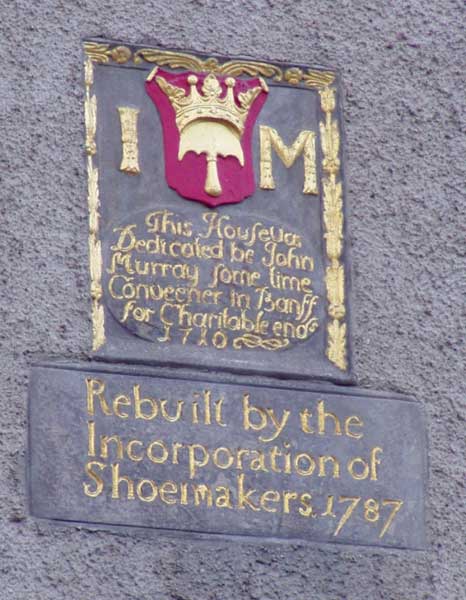 I M
This Houſe was
Dedicated be John
Murray ſome time
Conveener in Banff
for Charitable ends
1710
Rebuilt by the
Incorporation of
Shoeimakers.1787